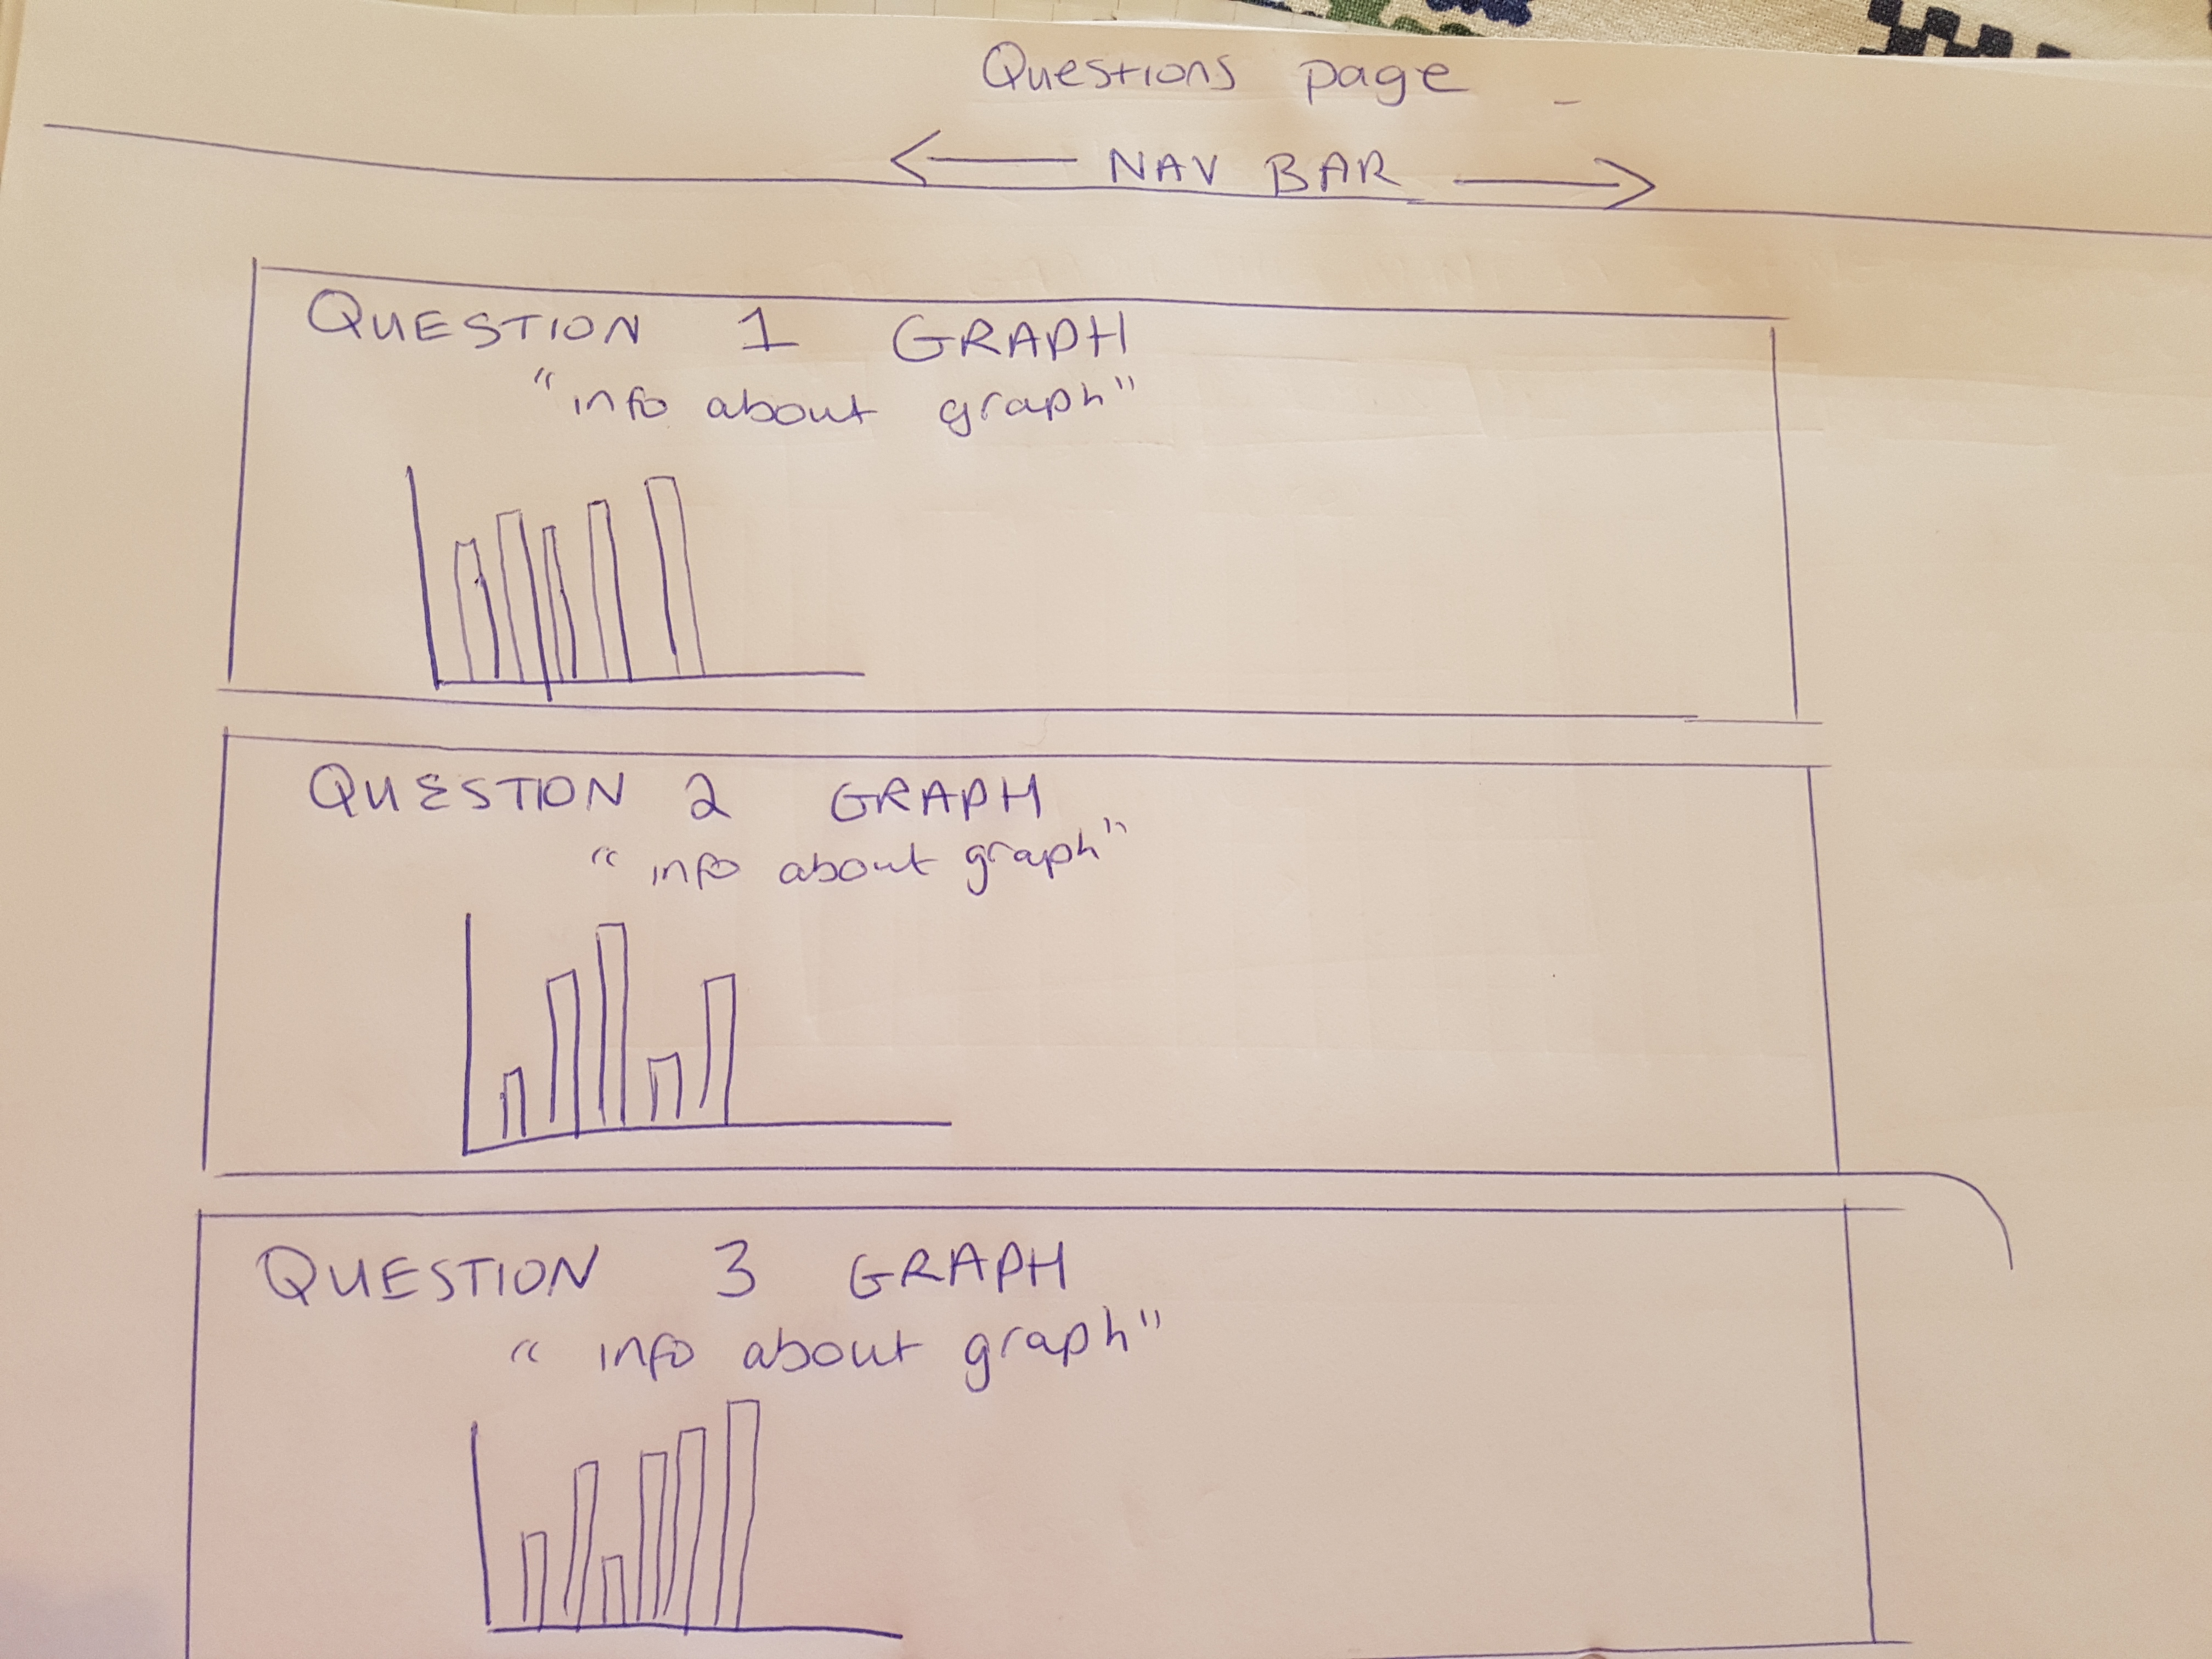 Questions page
← NAV BAR →
QUESTION 1 GRAPH
"info about graph"
QUESTION 2 GRAPH
"info about graph"
QUESTION 3 GRAPH
"info about graph"